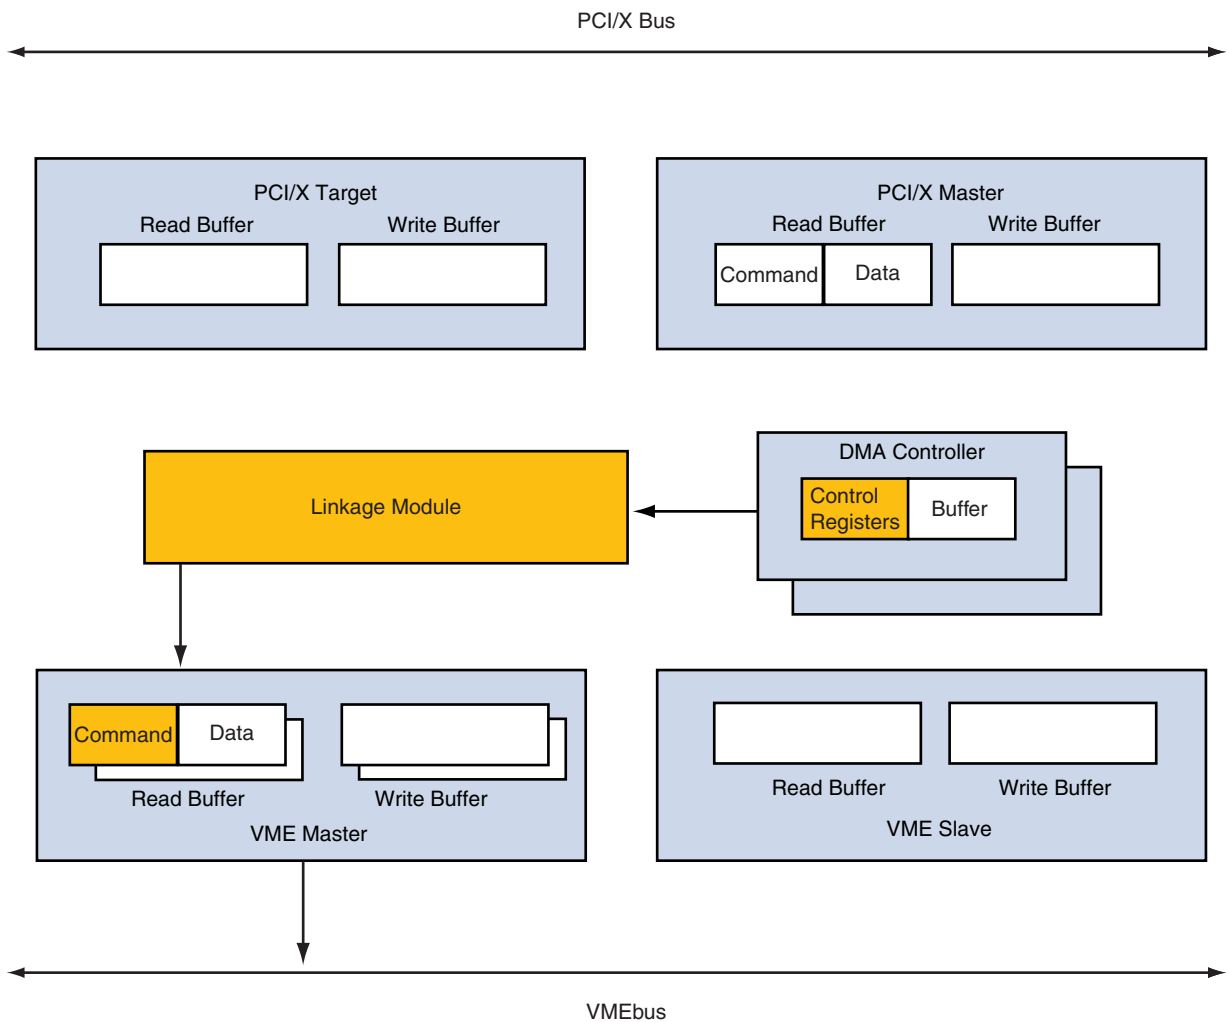 PCI/X Bus
PCI/X Target
Read Buffer
Write Buffer
PCI/X Master
Read Buffer
Write Buffer
Command
Data
Linkage Module
DMA Controller
Control
Registers
Buffer
Command
Data
Read Buffer
Write Buffer
VME Master
Read Buffer
Write Buffer
VME Slave
VMEbus